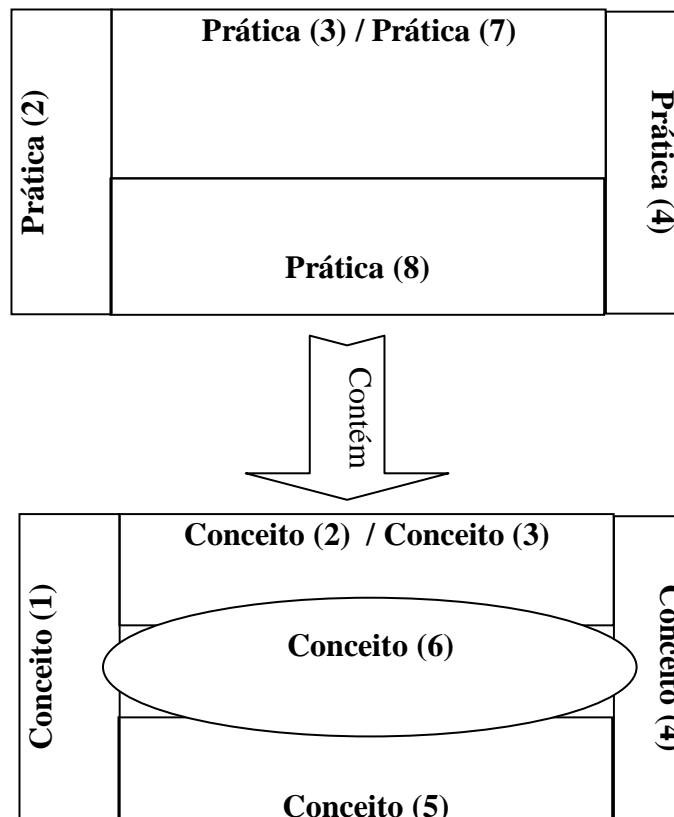 Prática (3) / Prática (7)
Prática (2)
Prática (4)
Prática (8)
Contém
Conceito (2) / Conceito (3)
Conceito (1)
Conceito (6)
Conceito (4)
Conceito (5)